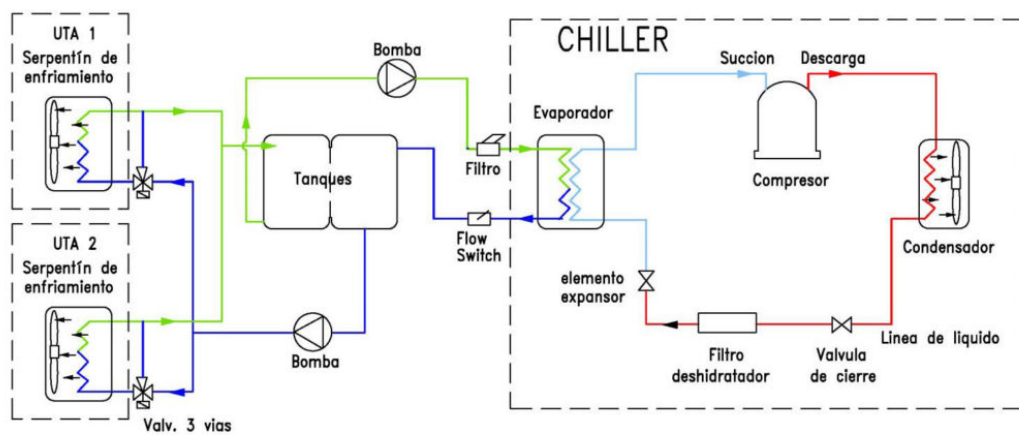 UTA 1
Serpentín de
enfriamiento
Bomba
CHILLER
Succion
Descarga
Evaporador
Tanques
Filtro
Compresor
UTA 2
Serpentín de
enfriamiento
Flow
Switch
Condensador
elemento
expansor
Bomba
Filtro
deshidratador
Valvula
de cierre
Linea de liquido
Valv. 3 vias